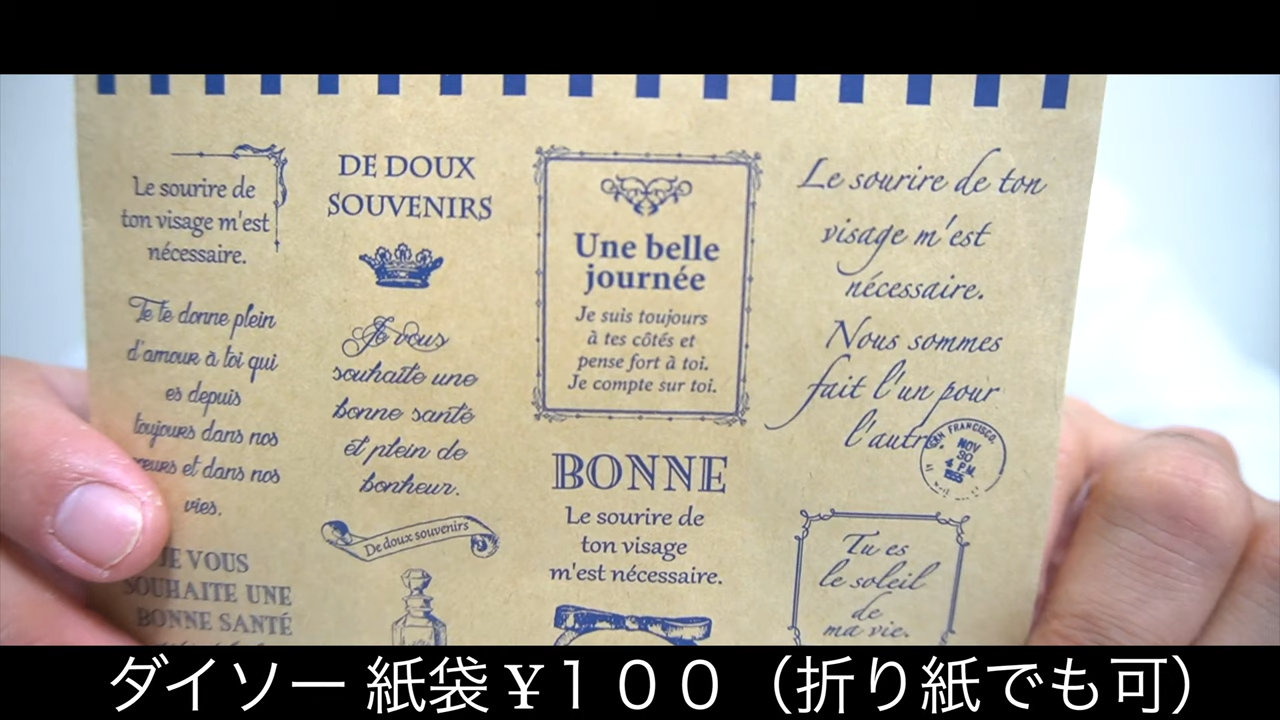 Le sourire de
ton visage m'est
nécessaire.
Te te donne plein
d'amour à toi qui
es depuis
toujours dans nos
et dans nos
vies.
JE VOUS
SOUHAITE UNE
BONNE SANTÉ
DE DOUX
SOUVENIRS
Je vous
souhaite une
bonne santé
et plein de
bonheur.
De doux souvenirs
Une belle
journée
Je suis toujours
à tes côtés et
pense fort à toi.
Je compte sur toi.
BONNE
Le sourire de
ton visage
m'est nécessaire.
Le sourire de ton
visage m'est
nécessaire.
Nous sommes
fait l'un pour
l'autre.
SEN FRANCISCO,
NOV
30
4 P.M.
1955
Tu es
le soleil
de
ma vie.
ダイソー 紙袋￥１００（折り紙でも可）